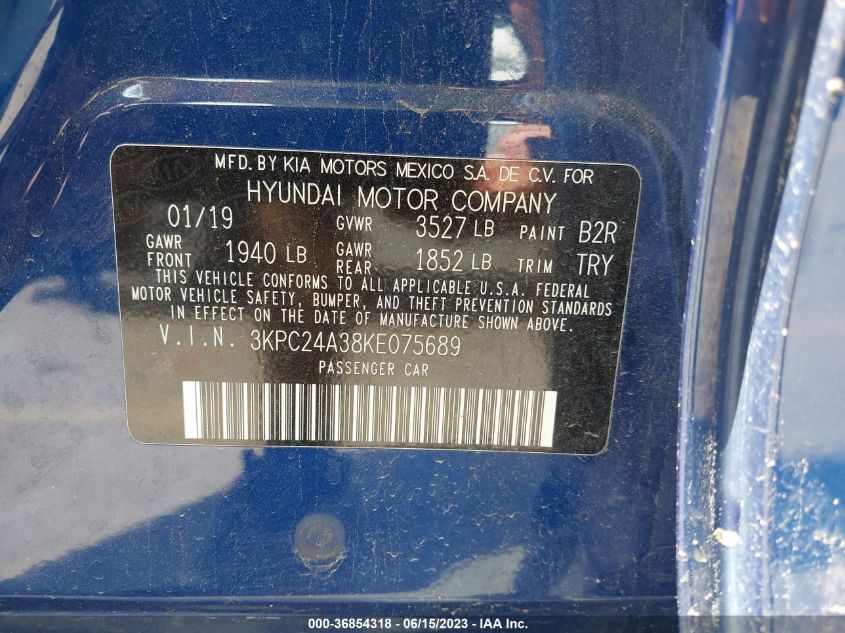 MFD. BY KIA MOTORS MEXICO S.A. DE C.V. FOR
HYUNDAI MOTOR COMPANY
01/19 GVWR 3527 LB PAINT B2R
GAWR FRONT 1940 LB GAWR REAR 1852 LB TRIM TRY
THIS VEHICLE CONFORMS TO ALL APPLICABLE U.S.A. FEDERAL
MOTOR VEHICLE SAFETY, BUMPER, AND THEFT PREVENTION STANDARDS
IN EFFECT ON THE DATE OF MANUFACTURE SHOWN ABOVE.
V.I.N. 3KPC24A38KE075689
PASSENGER CAR
000-36854318 - 06/15/2023 - IAA Inc.